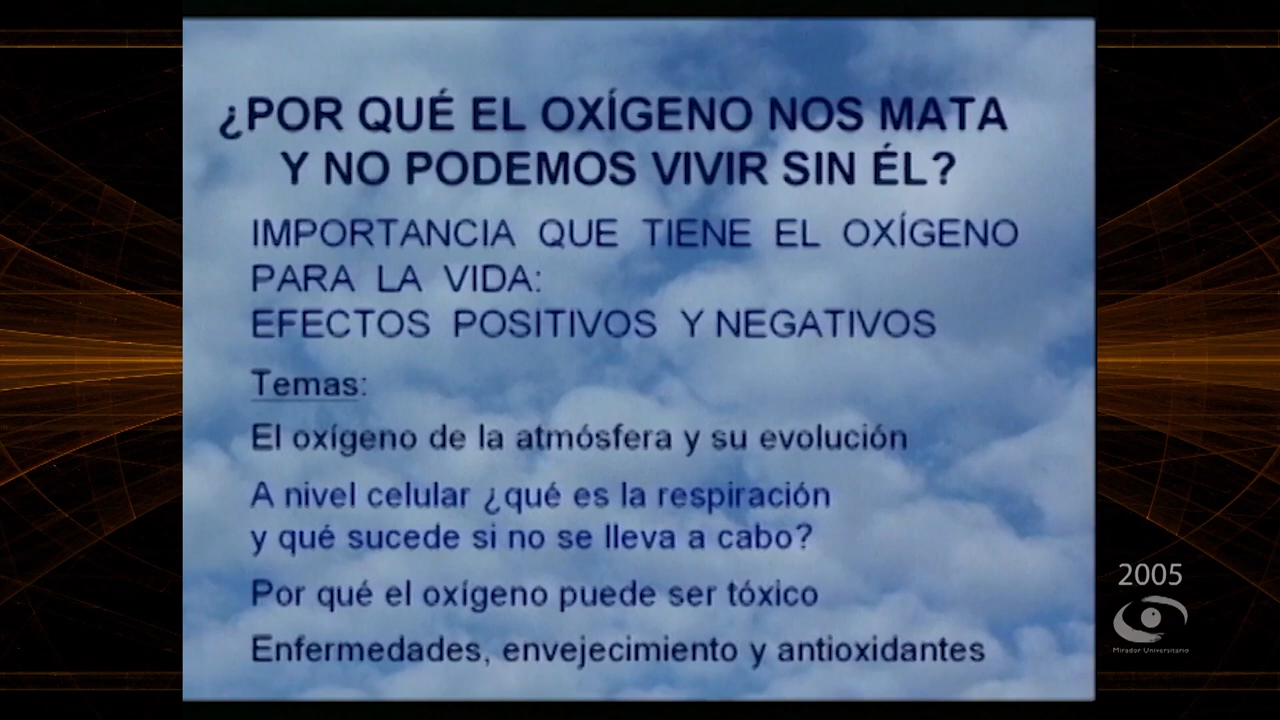 ¿POR QUÉ EL OXÍGENO NOS MATA
Y NO PODEMOS VIVIR SIN ÉL?
IMPORTANCIA QUE TIENE EL OXÍGENO
PARA LA VIDA:
EFECTOS POSITIVOS Y NEGATIVOS
Temas:
El oxígeno de la atmósfera y su evolución
A nivel celular ¿qué es la respiración
y qué sucede si no se lleva a cabo?
Por qué el oxígeno puede ser tóxico
Enfermedades, envejecimiento y antioxidantes
2005
Mirador Universitario